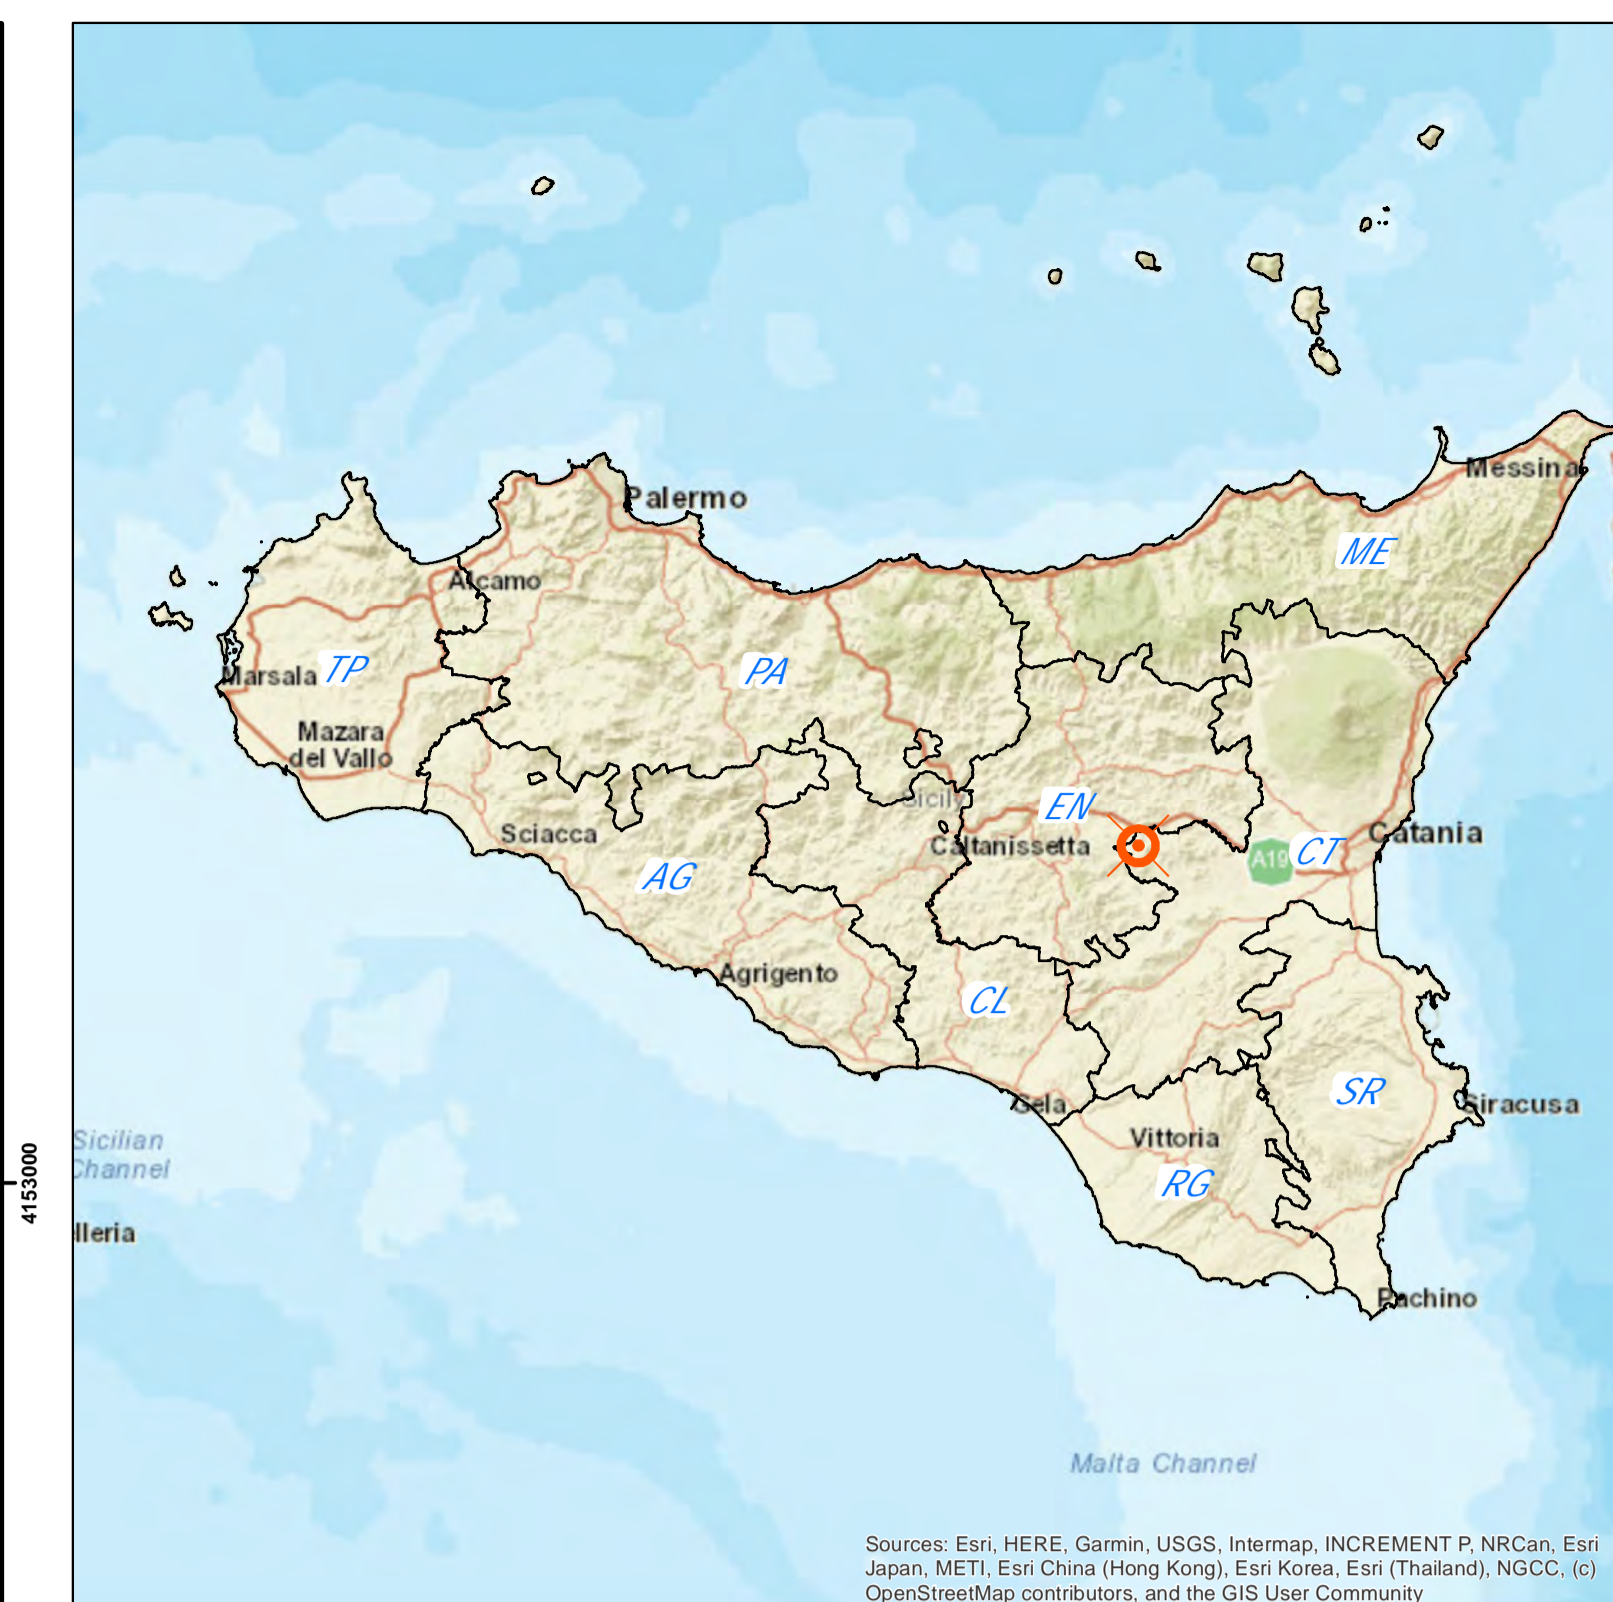 Palermo
Messina
ME
Alcamo
Marsala
TP
PA
Mazara
del Vallo
Sicily
EN
Sciacca
Caltanissetta
A19
CT
Catania
AG
Agrigento
CL
Gela
SR
Siracusa
Sicilian
Channel
Vittoria
4153000
RG
lleria
Pachino
Malta Channel
Sources: Esri, HERE, Garmin, USGS, Intermap, INCREMENT P, NRCan, Esri
Japan, METI, Esri China (Hong Kong), Esri Korea, Esri (Thailand), NGCC, (c)
OpenStreetMap contributors, and the GIS User Community